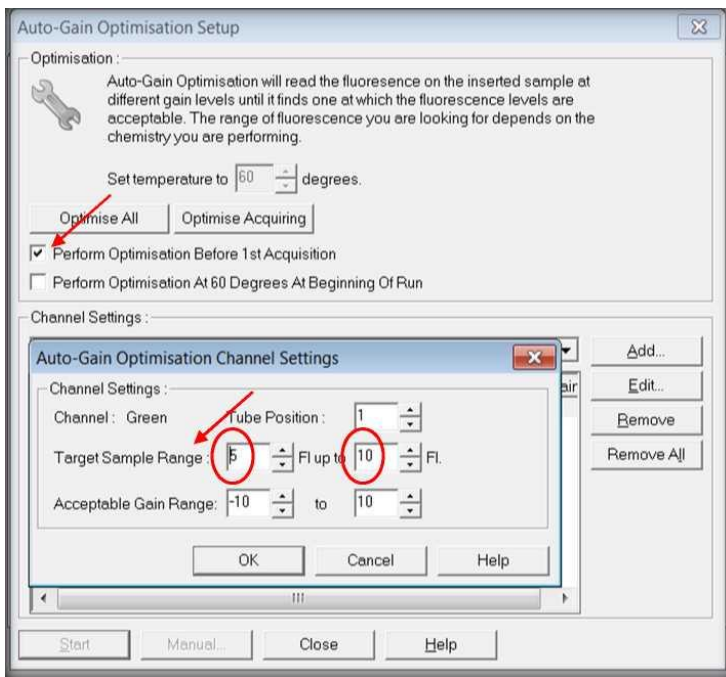 Auto-Gain Optimisation Setup
Optimisation :
Auto-Gain Optimisation will read the fluoresence on the inserted sample at
different gain levels until it finds one at which the fluorescence levels are
acceptable. The range of fluorescence you are looking for depends on the
chemistry you are performing.
Set temperature to 60 degrees.
Optimise All Optimise Acquiring
Perform Optimisation Before 1st Acquisition
Perform Optimisation At 60 Degrees At Beginning Of Run
Channel Settings :
Add...
Auto-Gain Optimisation Channel Settings
Edit...
Channel Settings :
Channel : Green Tube Position : 1
Remove
Target Sample Range : 5 Fl up to 10 Fl.
Remove All
Acceptable Gain Range: -10 to 10
OK Cancel Help
Start Manual... Close Help